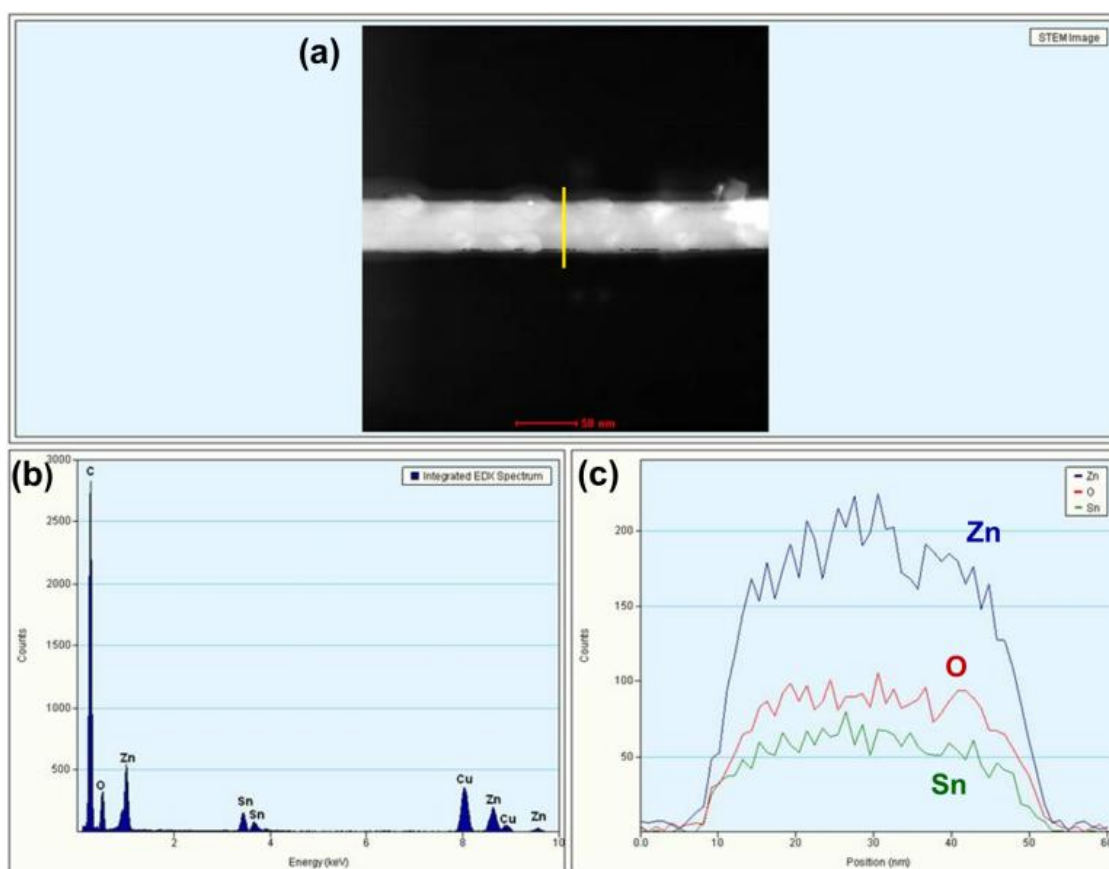 (a)
STEM Image
50 nm
(b)
Integrated EDX Spectrum
3000
2500
2000
1500
1000
500
Counts
C
O
Zn
Sn
Sn
Cu
Zn
Cu
Zn
2
4
6
8
10
Energy (keV)
(c)
Zn
O
Sn
200
150
100
50
Counts
Zn
O
Sn
0.0
10
20
30
40
50
60
Position (nm)